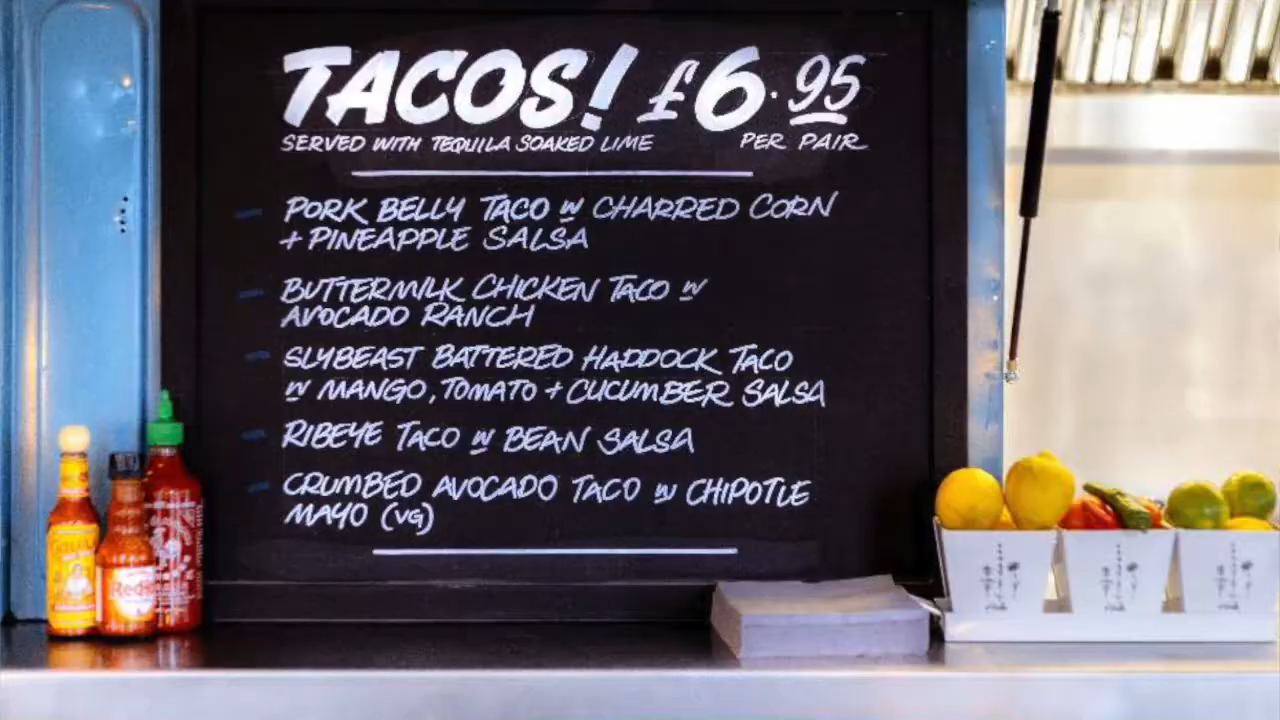 TACOS! £6.95
SERVED WITH TEQUILA SOAKED LIME PER PAIR
PORK BELLY TACO W CHARRED CORN
+ PINEAPPLE SALSA
BUTTERMILK CHICKEN TACO W
AVOCADO RANCH
SLYBEAST BATTERED HADDOCK TACO
W MANGO, TOMATO + CUCUMBER SALSA
RIBEYE TACO W BEAN SALSA
CRUMBED AVOCADO TACO W CHIPOTLE
MAYO (VG)